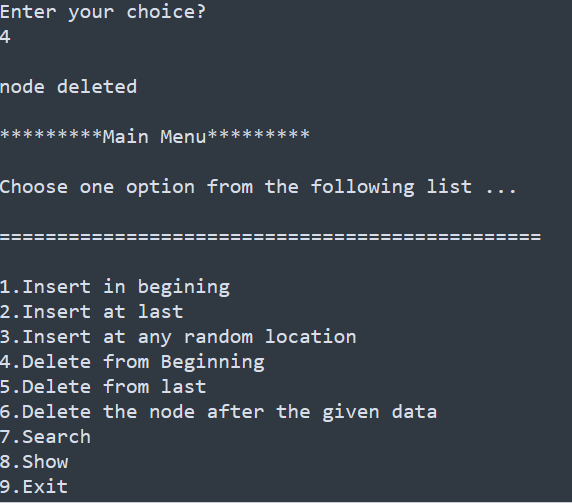 Enter your choice?
4
node deleted
*********Main Menu*********
Choose one option from the following list ...
===============================================
1.Insert in begining
2.Insert at last
3.Insert at any random location
4.Delete from Beginning
5.Delete from last
6.Delete the node after the given data
7.Search
8.Show
9.Exit